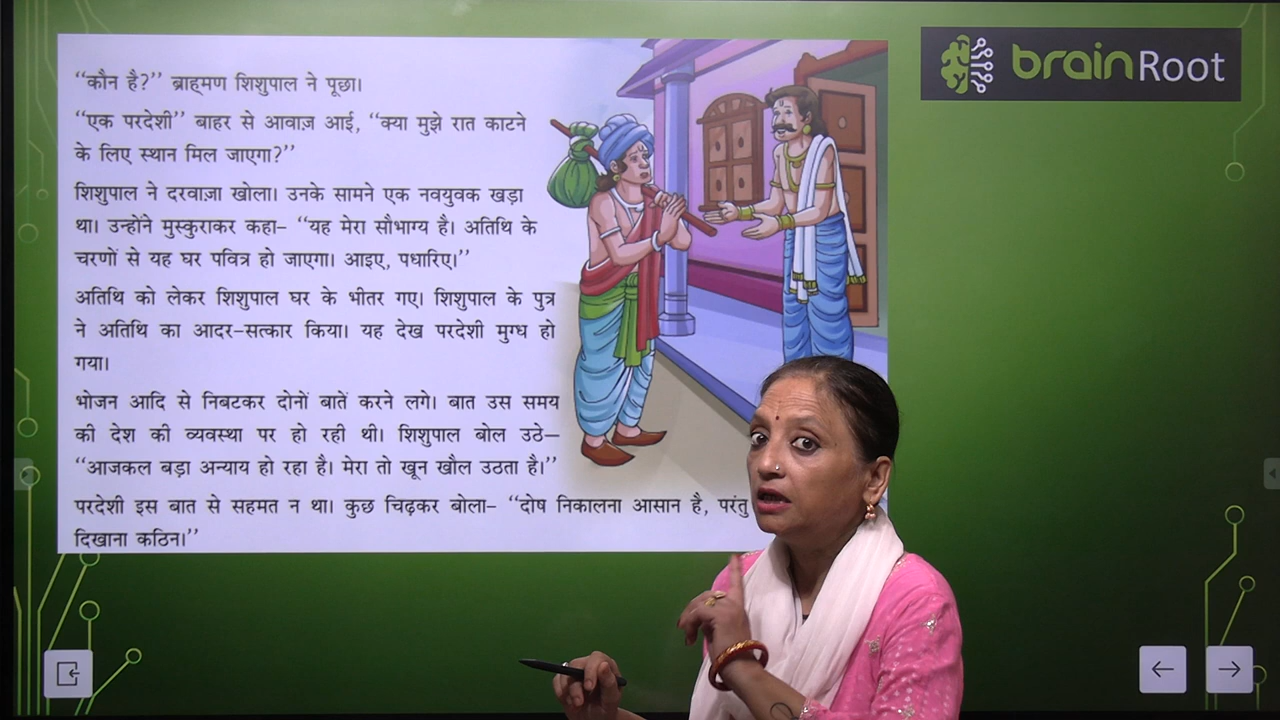 “कौन है?” ब्राह्मण शिशुपाल ने पूछा।
“एक परदेशी” बाहर से आवाज़ आई, “क्या मुझे रात काटने
के लिए स्थान मिल जाएगा?”
शिशुपाल ने दरवाज़ा खोला। उनके सामने एक नवयुवक खड़ा
था। उन्होंने मुस्कुराकर कहा– “यह मेरा सौभाग्य है। अतिथि के
चरणों से यह घर पवित्र हो जाएगा। आइए, पधारिए।”
अतिथि को लेकर शिशुपाल घर के भीतर गए। शिशुपाल के पुत्र
ने अतिथि का आदर-सत्कार किया। यह देख परदेशी मुग्ध हो
गया।
भोजन आदि से निबटकर दोनों बातें करने लगे। बात उस समय
की देश की व्यवस्था पर हो रही थी। शिशुपाल बोल उठे–
“आजकल बड़ा अन्याय हो रहा है। मेरा तो खून खौल उठता है।”
परदेशी इस बात से सहमत न था। कुछ चिढ़कर बोला– “दोष निकालना आसान है, परंतु
दिखाना कठिन।”
brainRoot